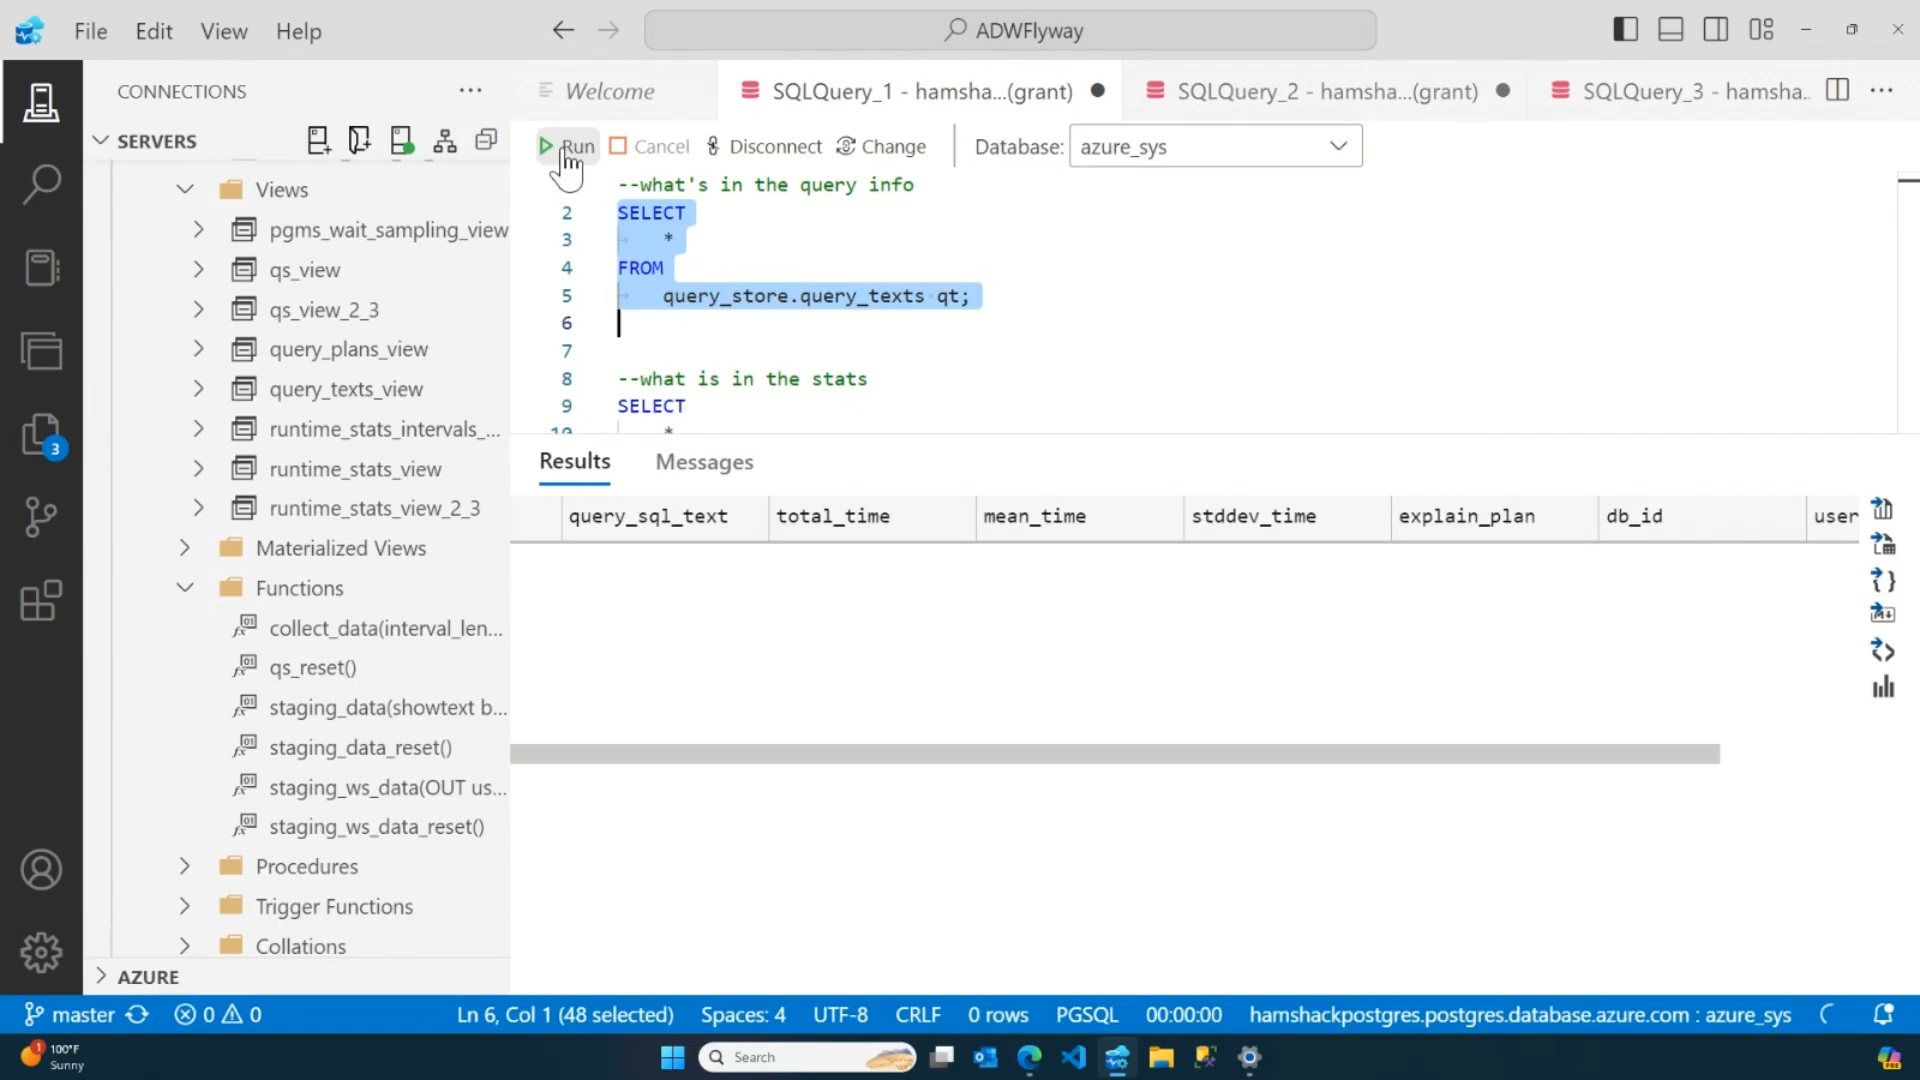 File Edit View Help
ADWFlyway
CONNECTIONS
SERVERS
Views
pgms_wait_sampling_view
qs_view
qs_view_2_3
query_plans_view
query_texts_view
runtime_stats_intervals_...
runtime_stats_view
runtime_stats_view_2_3
Materialized Views
Functions
collect_data(interval_len...
qs_reset()
staging_data(showtext b...
staging_data_reset()
staging_ws_data(OUT us...
staging_ws_data_reset()
Procedures
Trigger Functions
Collations
AZURE
3
Welcome
SQLQuery_1 - hamsha...(grant)
SQLQuery_2 - hamsha...(grant)
SQLQuery_3 - hamsha..
Run Cancel Disconnect Change Database: azure_sys
--what's in the query info
2 SELECT
3 *
4 FROM
5 query_store.query_texts qt;
6
7
8 --what is in the stats
9 SELECT
10 *
Results Messages
query_sql_text total_time mean_time stddev_time explain_plan db_id user
master 0 0 Ln 6, Col 1 (48 selected) Spaces: 4 UTF-8 CRLF 0 rows PGSQL 00:00:00 hamshackpostgres.postgres.database.azure.com : azure_sys
1 100°F
Sunny
Search